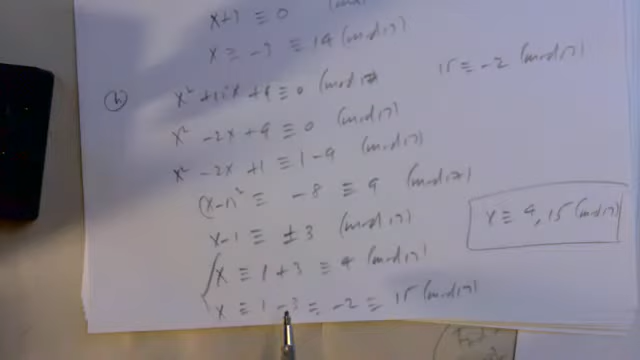 x+3 ≡ 0 (mod
x ≡ -3 ≡ 14 (mod 17)
(h) x² +15x +9 ≡ 0 (mod 17) 15 ≡ -2 (mod 17)
x² -2x +9 ≡ 0 (mod 17)
x² -2x +1 ≡ 1-9 (mod 17)
(x-1)² ≡ -8 ≡ 9 (mod 17)
x-1 ≡ ±3 (mod 17)
x ≡ 1+3 ≡ 4 (mod 17)
x ≡ 1-3 ≡ -2 ≡ 15 (mod 17)
x ≡ 4, 15 (mod 17)